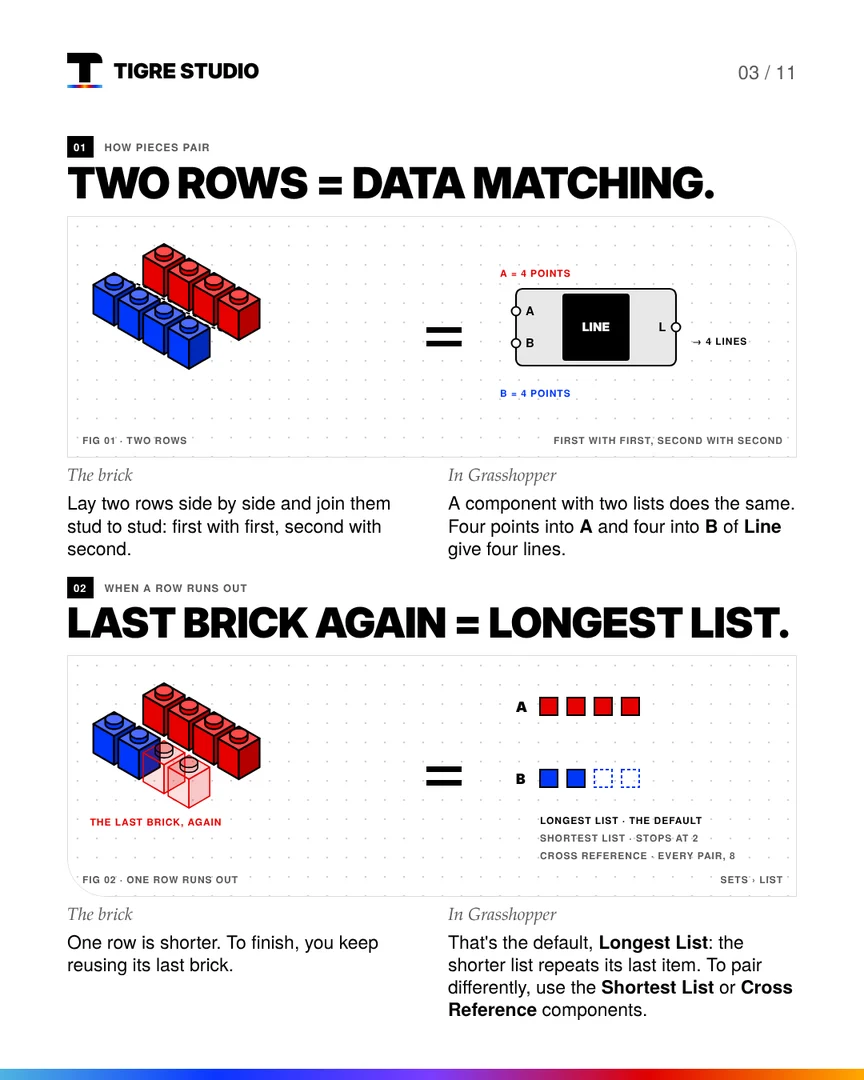 TIGRE STUDIO
03 / 11
01 HOW PIECES PAIR
TWO ROWS = DATA MATCHING.
A = 4 POINTS
A
LINE
L
B
→ 4 LINES
=
B = 4 POINTS
FIG 01 · TWO ROWS
FIRST WITH FIRST, SECOND WITH SECOND
The brick
Lay two rows side by side and join them
stud to stud: first with first, second with
second.
In Grasshopper
A component with two lists does the same.
Four points into A and four into B of Line
give four lines.
02 WHEN A ROW RUNS OUT
LAST BRICK AGAIN = LONGEST LIST.
A
=
B
THE LAST BRICK, AGAIN
LONGEST LIST · THE DEFAULT
SHORTEST LIST · STOPS AT 2
CROSS REFERENCE · EVERY PAIR, 8
FIG 02 · ONE ROW RUNS OUT
SETS › LIST
The brick
One row is shorter. To finish, you keep
reusing its last brick.
In Grasshopper
That's the default, Longest List: the
shorter list repeats its last item. To pair
differently, use the Shortest List or Cross
Reference components.